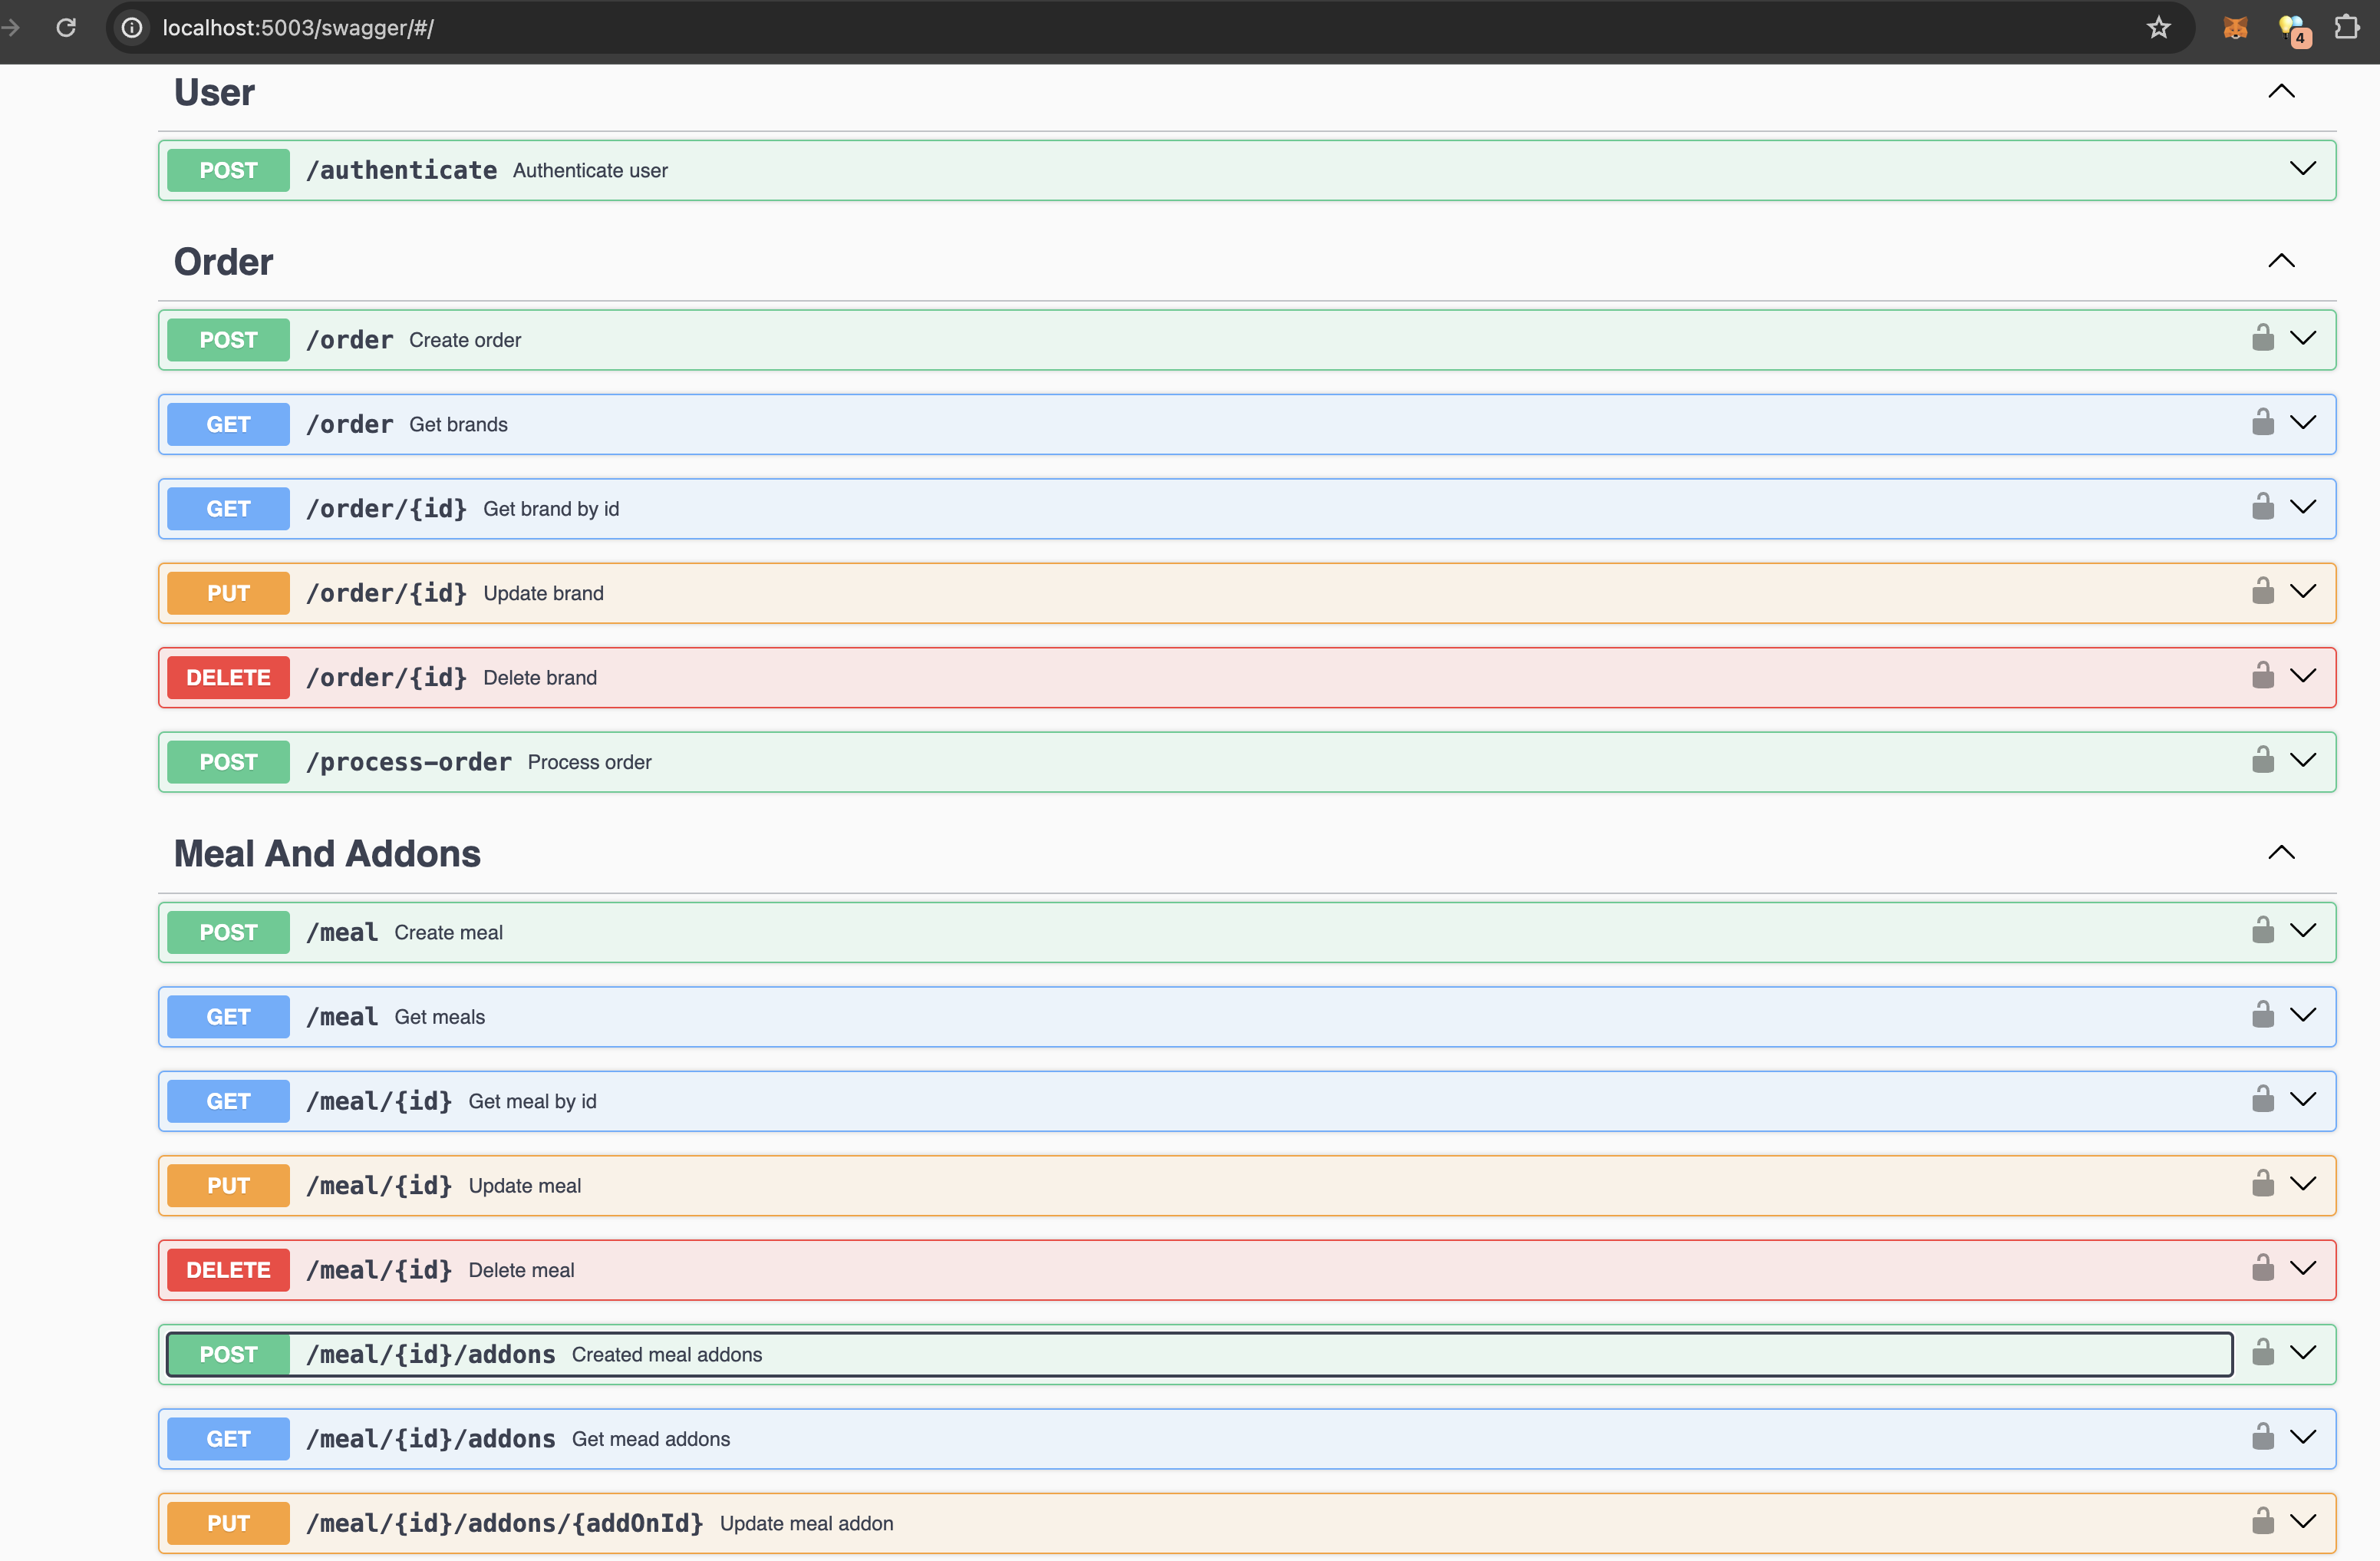 localhost:5003/swagger/#/
4
User
POST /authenticate Authenticate user
Order
POST /order Create order
GET /order Get brands
GET /order/{id} Get brand by id
PUT /order/{id} Update brand
DELETE /order/{id} Delete brand
POST /process-order Process order
Meal And Addons
POST /meal Create meal
GET /meal Get meals
GET /meal/{id} Get meal by id
PUT /meal/{id} Update meal
DELETE /meal/{id} Delete meal
POST /meal/{id}/addons Created meal addons
GET /meal/{id}/addons Get mead addons
PUT /meal/{id}/addons/{addOnId} Update meal addon